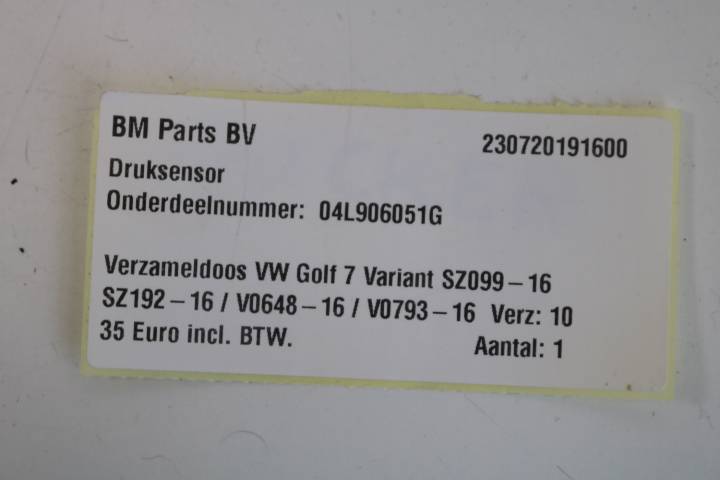 BM Parts BV 230720191600
Druksensor
Onderdeelnummer: 04L906051G
Verzameldoos VW Golf 7 Variant SZ099-16
SZ192-16 / V0648-16 / V0793-16 Verz: 10
35 Euro incl. BTW. Aantal: 1